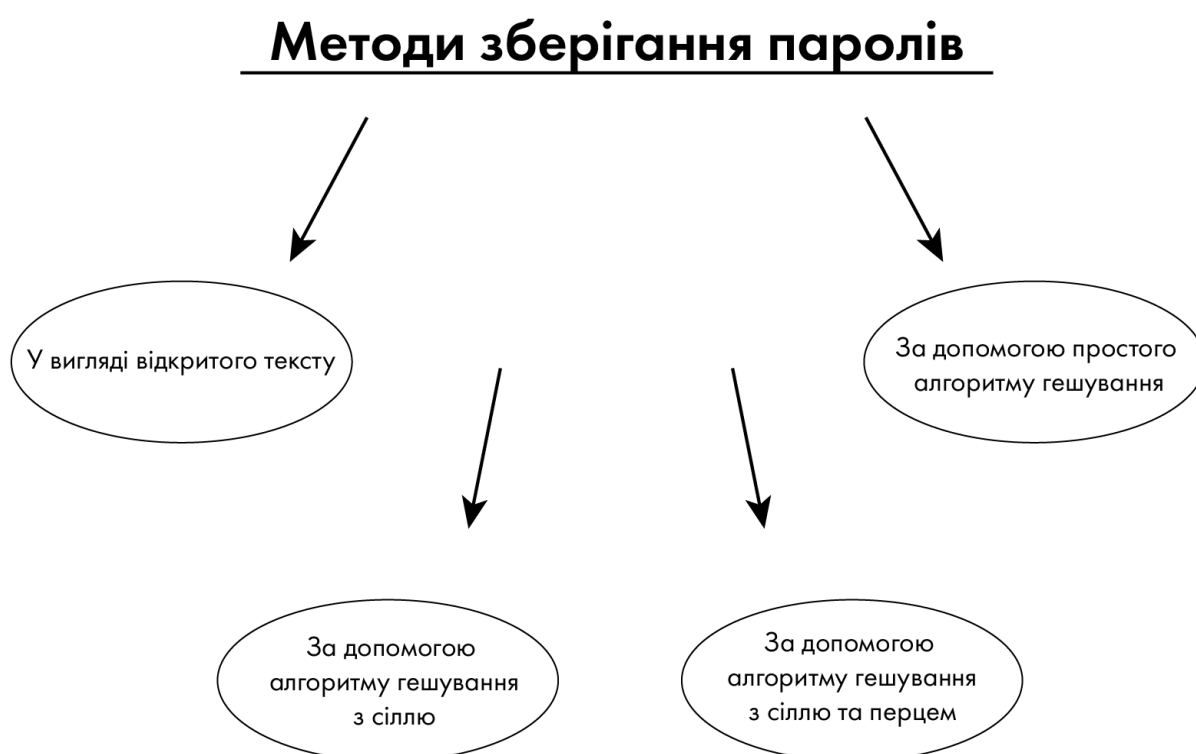 Методи зберігання паролів
У вигляді відкритого тексту
За допомогою простого
алгоритму гешування
За допомогою
алгоритму гешування
з сіллю
За допомогою
алгоритму гешування
з сіллю та перцем